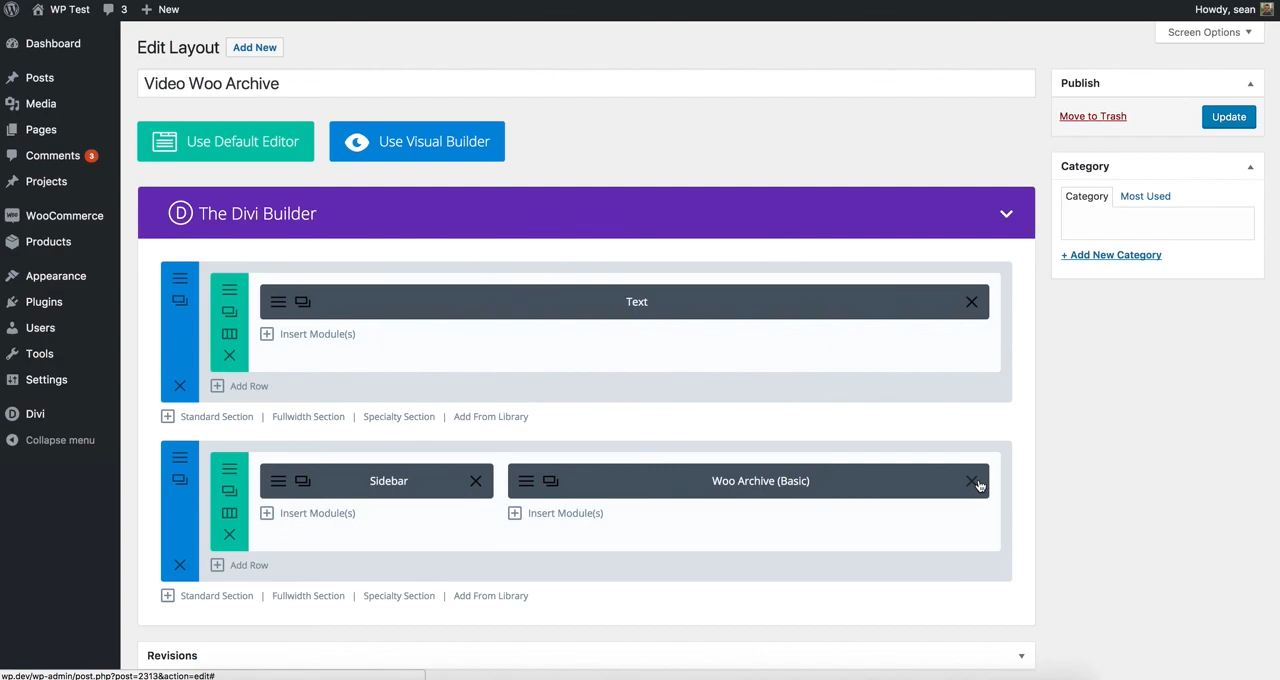 WP Test 3 New Howdy, sean
Screen Options
Dashboard
Posts
Media
Pages
Comments 3
Projects
WooCommerce
Products
Appearance
Plugins
Users
Tools
Settings
Divi
Collapse menu
Edit Layout Add New
Video Woo Archive
Use Default Editor Use Visual Builder
D The Divi Builder
Text
Insert Module(s)
Add Row
Standard Section | Fullwidth Section | Specialty Section | Add From Library
Sidebar Woo Archive (Basic)
Insert Module(s) Insert Module(s)
Add Row
Standard Section | Fullwidth Section | Specialty Section | Add From Library
Revisions
Publish
Move to Trash Update
Category
Category Most Used
+ Add New Category
wp.dev/wp-admin/post.php?post=2313&action=edit#